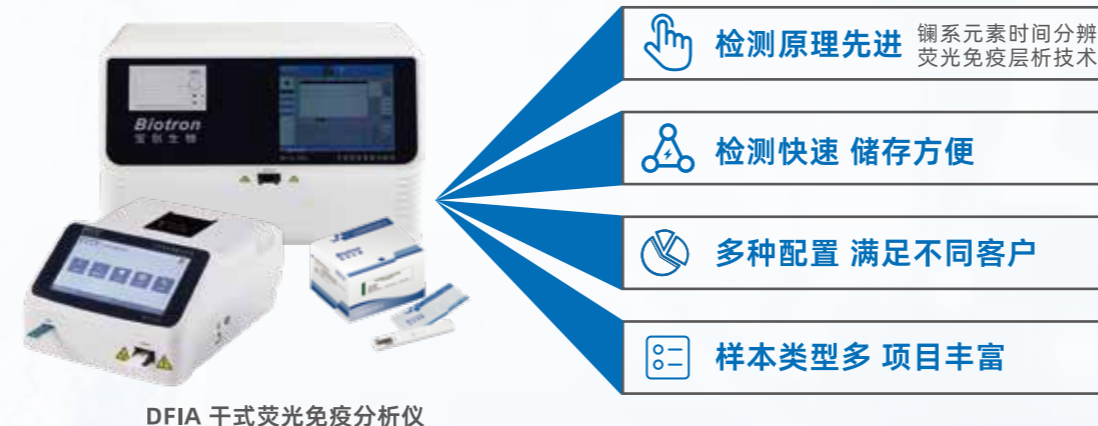 Biotron
宝创生物
检测原理先进
镧系元素时间分辨
荧光免疫层析技术
检测快速 储存方便
多种配置 满足不同客户
样本类型多 项目丰富
DFIA 干式荧光免疫分析仪